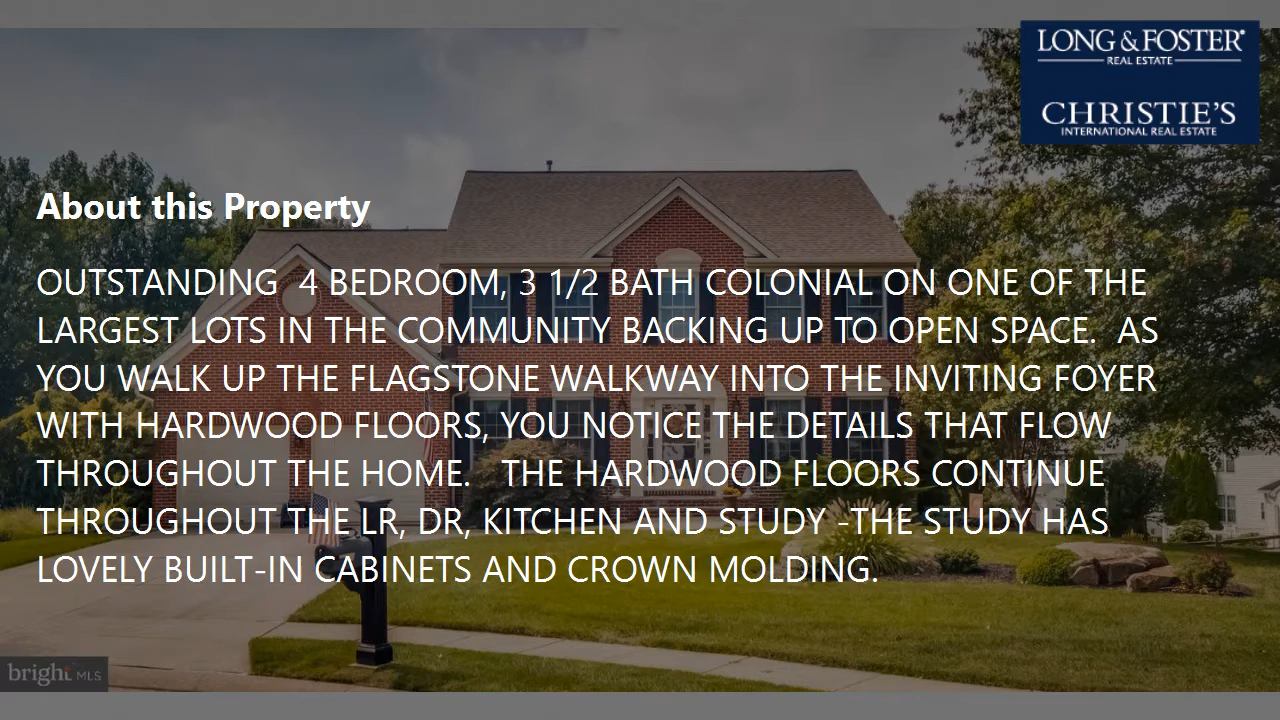 LONG & FOSTER®
REAL ESTATE
CHRISTIE'S
INTERNATIONAL REAL ESTATE
About this Property
OUTSTANDING  4 BEDROOM, 3 1/2 BATH COLONIAL ON ONE OF THE
LARGEST LOTS IN THE COMMUNITY BACKING UP TO OPEN SPACE.  AS
YOU WALK UP THE FLAGSTONE WALKWAY INTO THE INVITING FOYER
WITH HARDWOOD FLOORS, YOU NOTICE THE DETAILS THAT FLOW
THROUGHOUT THE HOME.   THE HARDWOOD FLOORS CONTINUE
THROUGHOUT THE LR, DR, KITCHEN AND STUDY -THE STUDY HAS
LOVELY BUILT-IN CABINETS AND CROWN MOLDING.
bright MLS